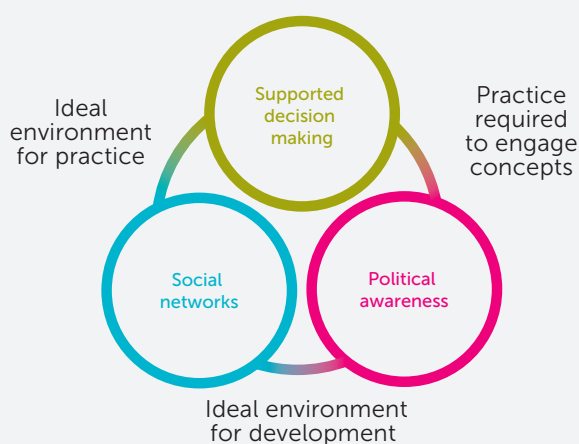 Supported
decision
making
Ideal
environment
for practice
Practice
required
to engage
concepts
Social
networks
Political
awareness
Ideal environment
for development